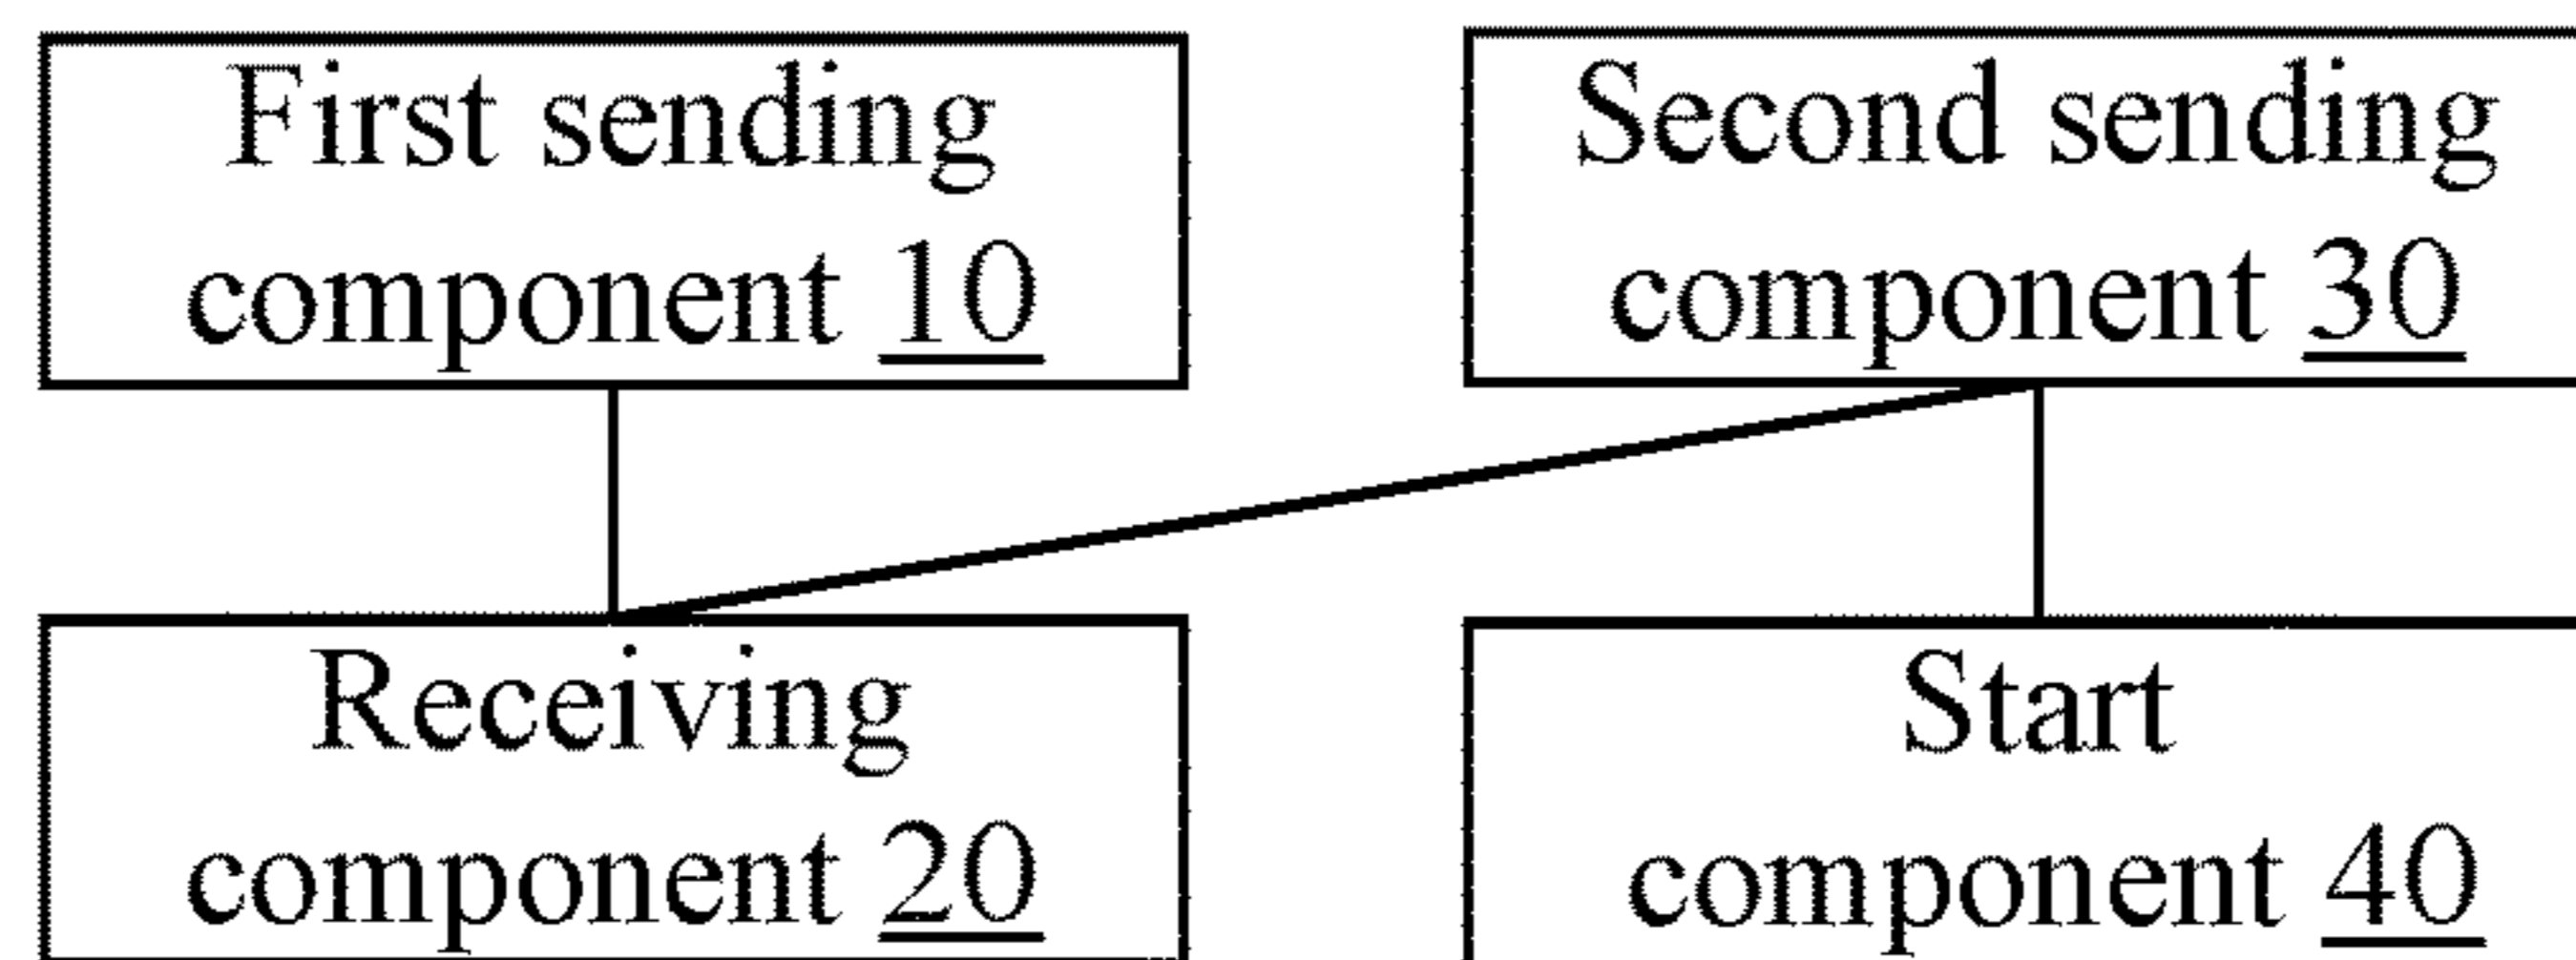 First sending
component 10
Second sending
component 30
Receiving
component 20
Start
component 40